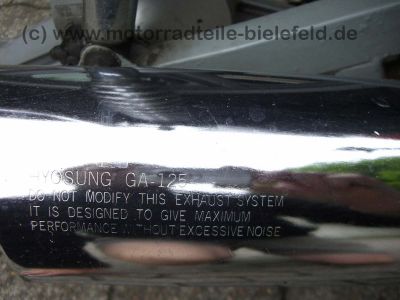 (c) www.motorradteile-bielefeld.de
HYOSUNG GA-125
DO NOT MODIFY THIS EXHAUST SYSTEM
IT IS DESIGNED TO GIVE MAXIMUM
PERFORMANCE WITHOUT EXCESSIVE NOISE